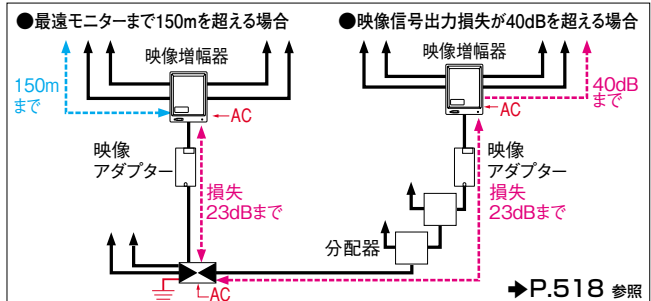 ●最遠モニターまで150mを超える場合
映像増幅器
150m
まで
←AC
映像
アダプター
損失
23dBまで
←AC
●映像信号出力損失が40dBを超える場合
映像増幅器
40dB
まで
←AC
映像
アダプター
損失
23dBまで
分配器
➔P.518 参照